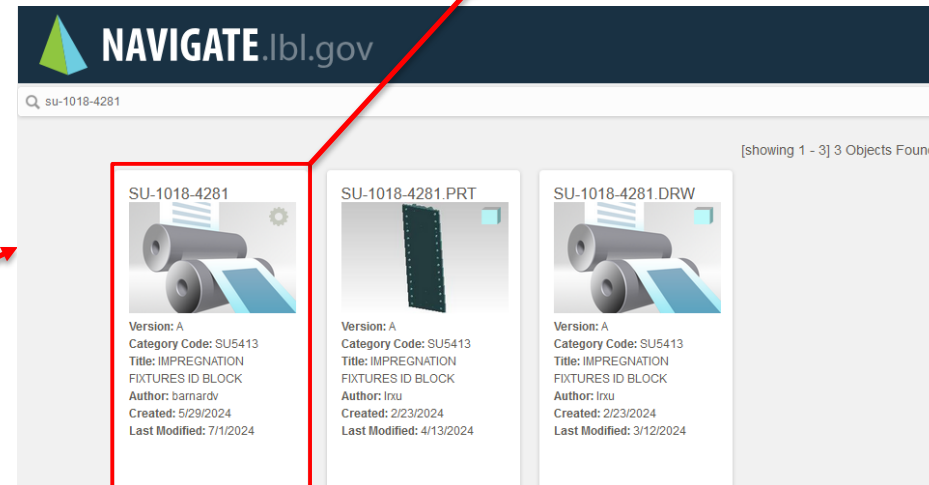 NAVIGATE.lbl.gov
su-1018-4281
[showing 1 - 3] 3 Objects Foun
SU-1018-4281
Version: A
Category Code: SU5413
Title: IMPREGNATION
FIXTURES ID BLOCK
Author: barnardv
Created: 5/29/2024
Last Modified: 7/1/2024
SU-1018-4281.PRT
Version: A
Category Code: SU5413
Title: IMPREGNATION
FIXTURES ID BLOCK
Author: lrxu
Created: 2/23/2024
Last Modified: 4/13/2024
SU-1018-4281.DRW
Version: A
Category Code: SU5413
Title: IMPREGNATION
FIXTURES ID BLOCK
Author: lrxu
Created: 2/23/2024
Last Modified: 3/12/2024